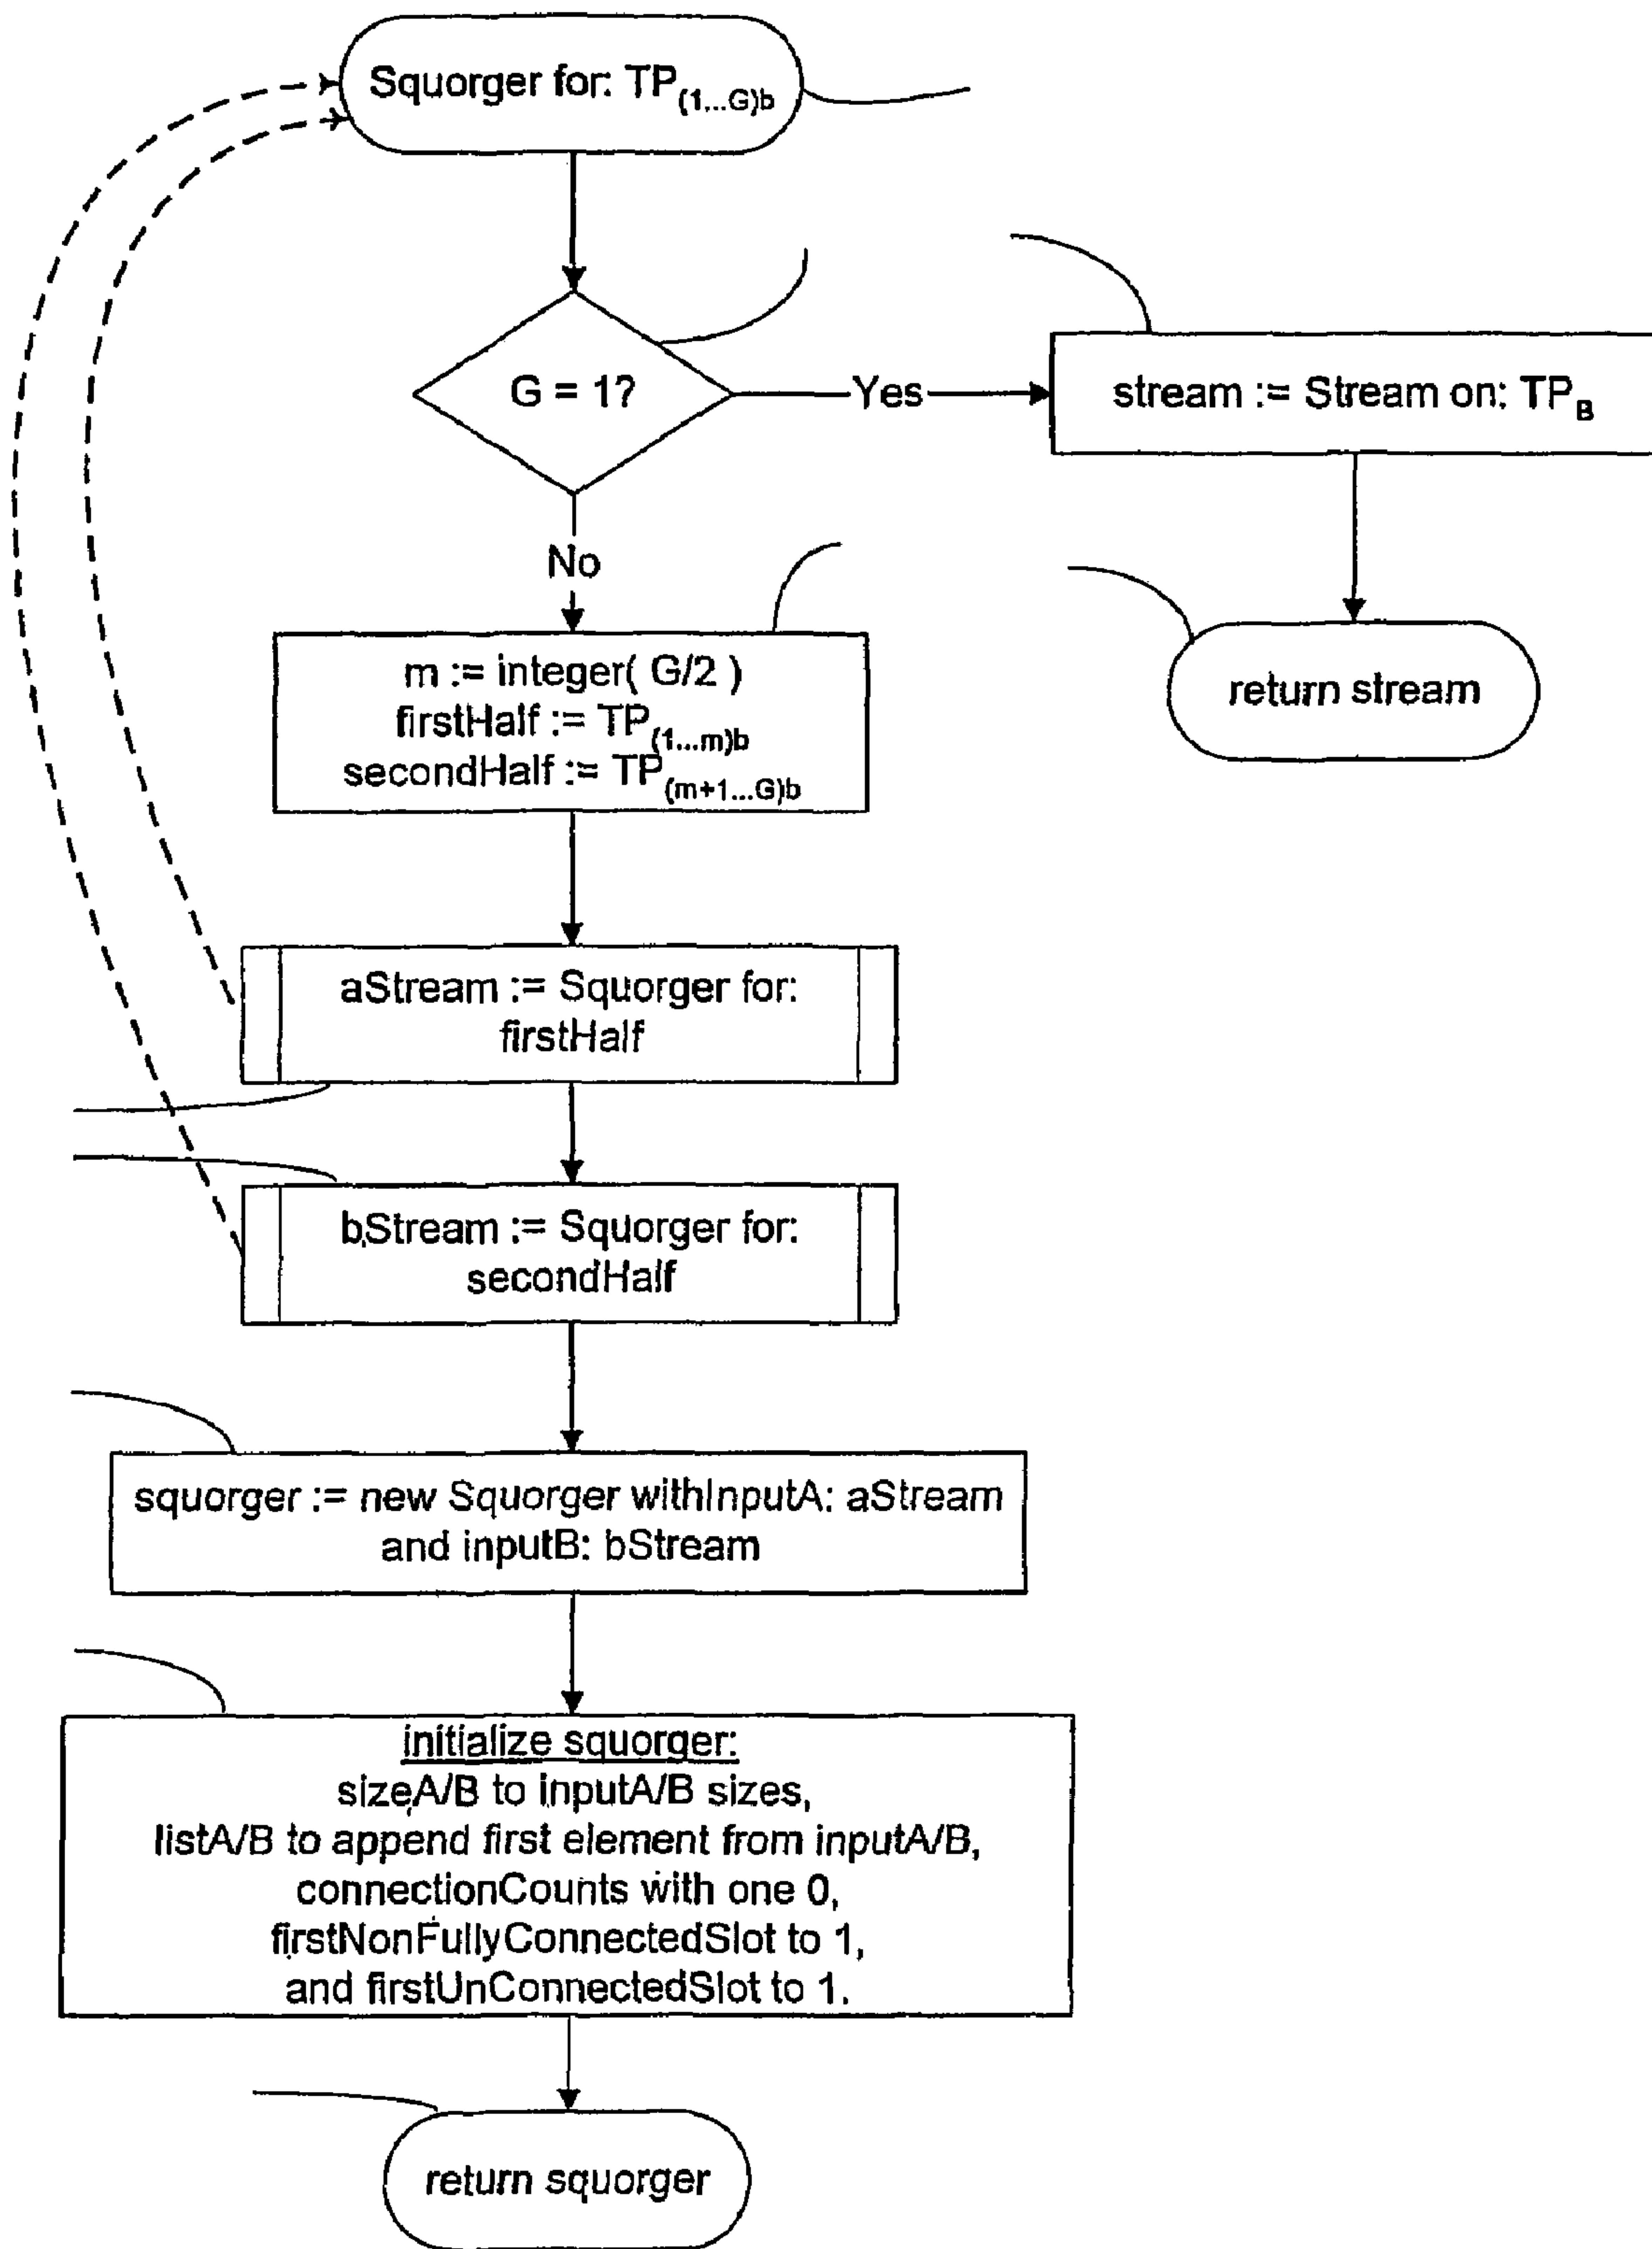 Squorger for: TP(1...G)b
G = 1?
Yes
stream := Stream on: TPB
No
return stream
m := integer( G/2 )
firstHalf := TP(1...m)b
secondHalf := TP(m+1...G)b
aStream := Squorger for:
firstHalf
bStream := Squorger for:
secondHalf
squorger := new Squorger withInputA: aStream
and inputB: bStream
initialize squorger:
sizeA/B to inputA/B sizes,
listA/B to append first element from inputA/B,
connectionCounts with one 0,
firstNonFullyConnectedSlot to 1,
and firstUnConnectedSlot to 1.
return squorger